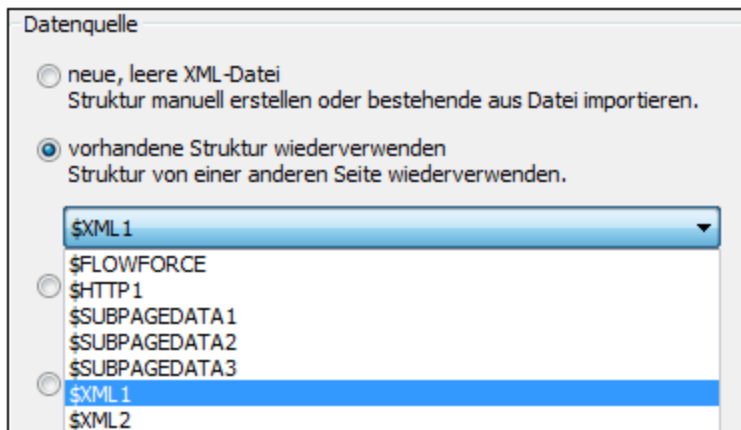 Datenquelle
neue, leere XML-Datei
Struktur manuell erstellen oder bestehende aus Datei importieren.
vorhandene Struktur wiederverwenden
Struktur von einer anderen Seite wiederverwenden.
$XML1
$FLOWFORCE
$HTTP1
$SUBPAGEDATA1
$SUBPAGEDATA2
$SUBPAGEDATA3
$XML1
$XML2